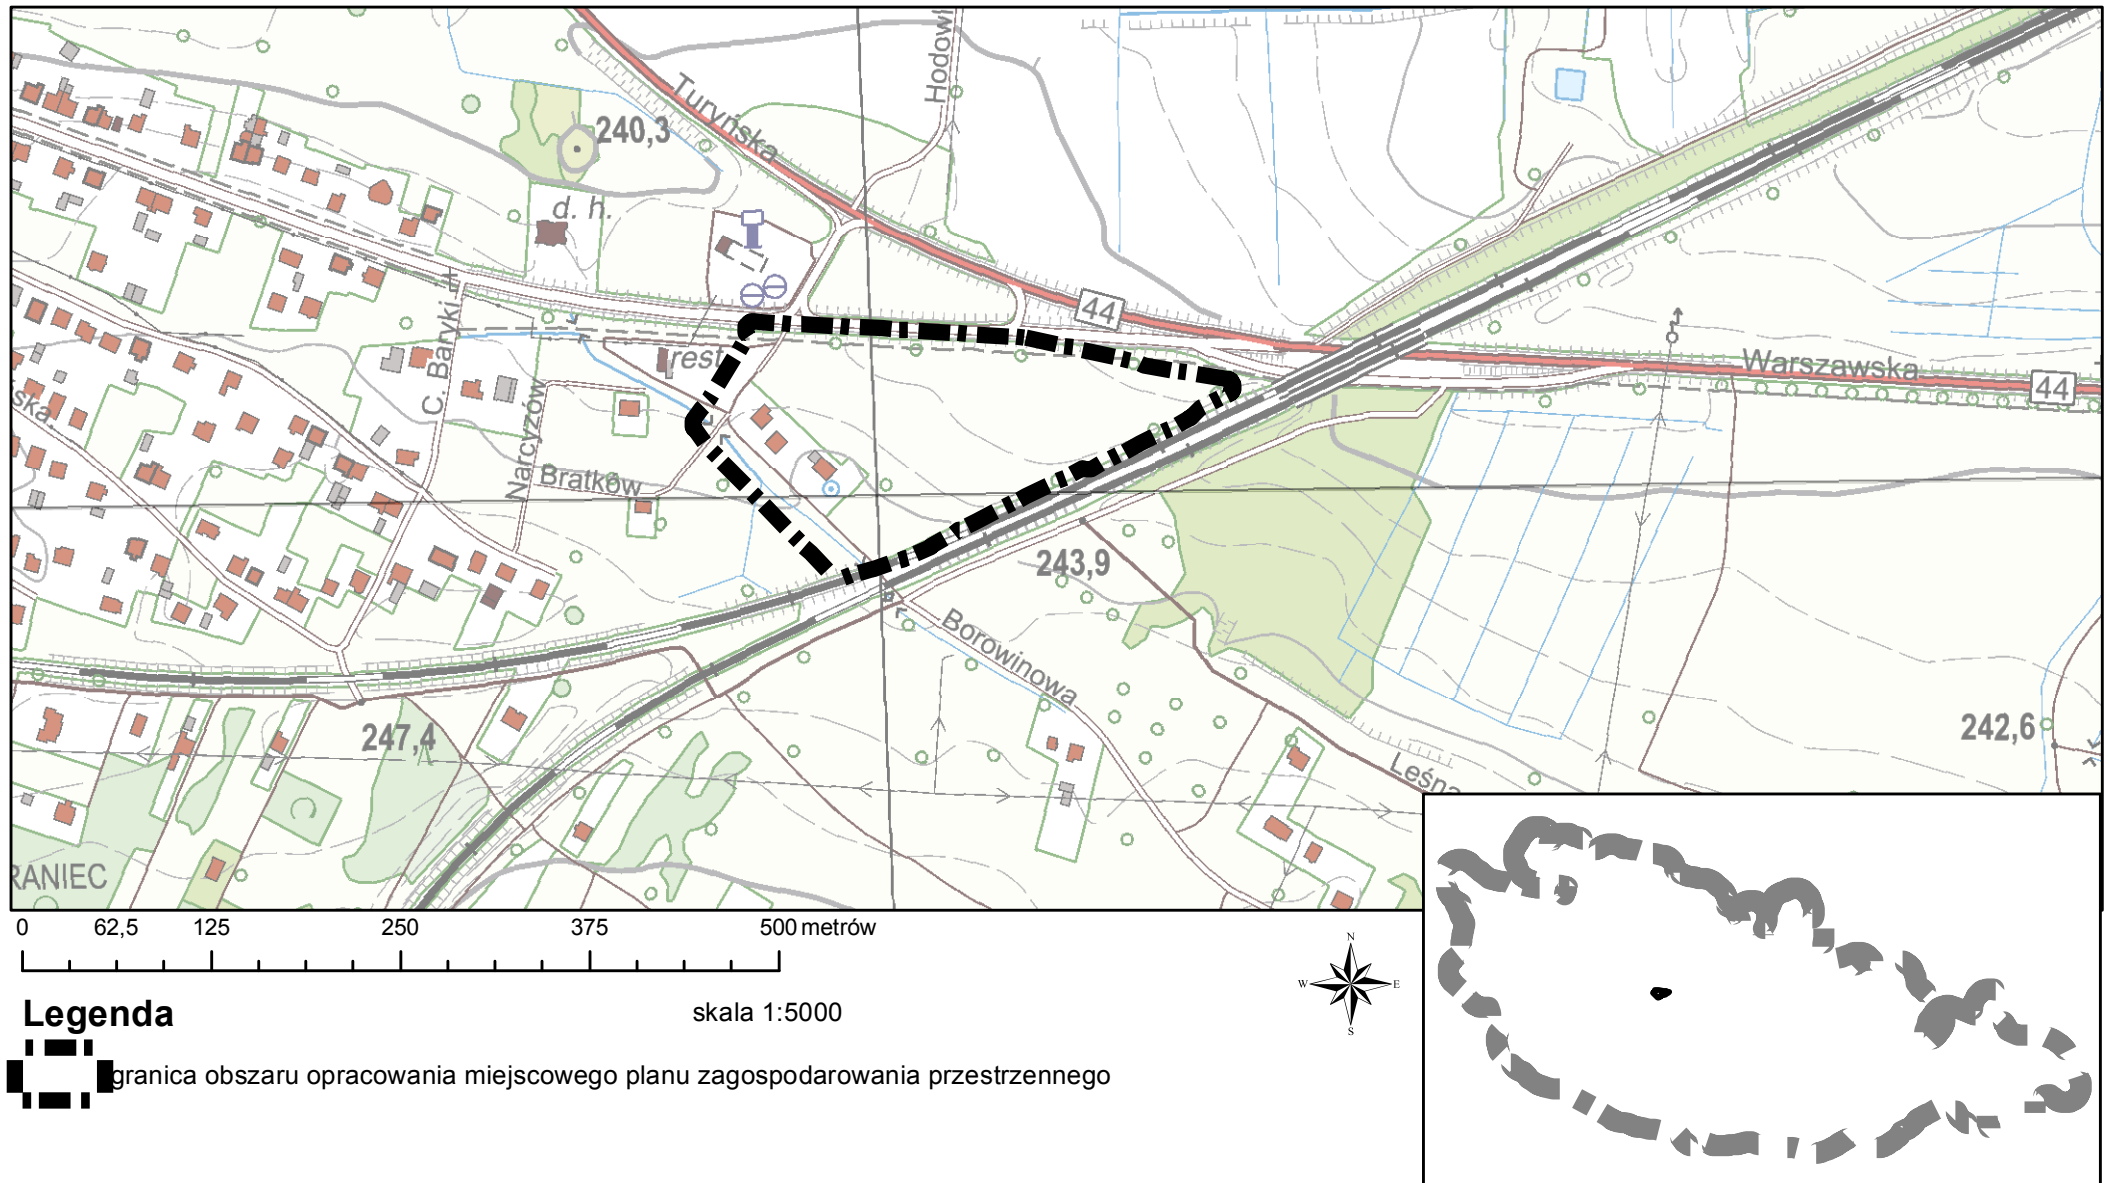 Hodowl
Turyńska
240,3
d. h.
44
rest
C. Baryki
Narcyzów
Bratków
ska
Warszawska
44
243,9
Borowinowa
247,4
242,6
Leśna
RANIEC
0 62,5 125 250 375 500 metrów
N
W E
S
Legenda
skala 1:5000
granica obszaru opracowania miejscowego planu zagospodarowania przestrzennego